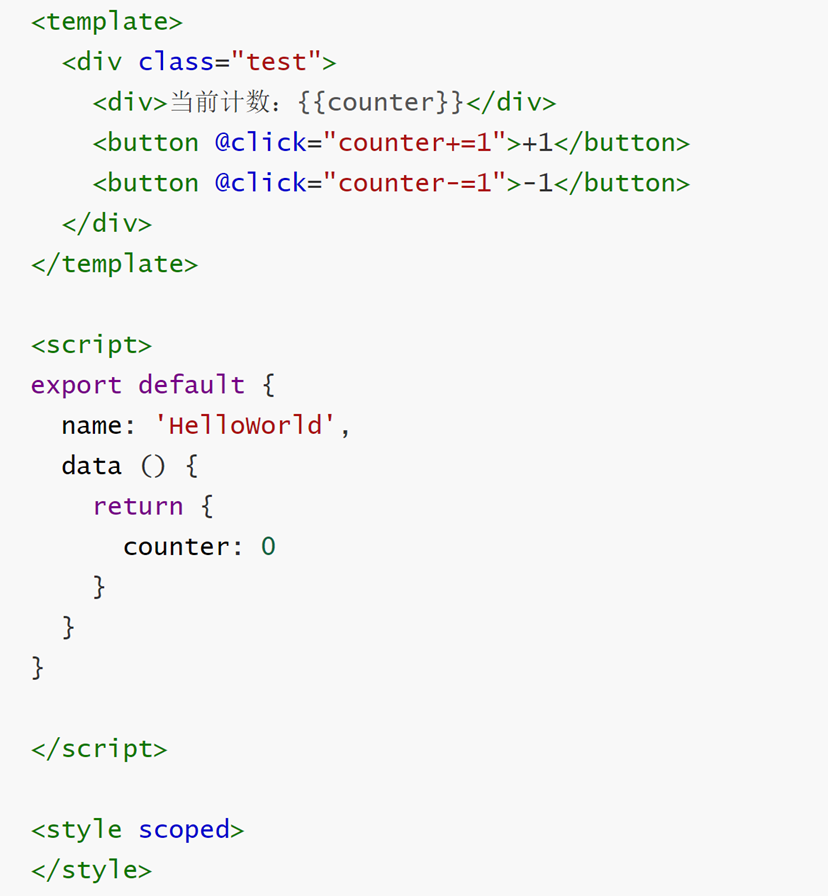 <template>
  <div class="test">
    <div>当前计数：{{counter}}</div>
    <button @click="counter+=1">+1</button>
    <button @click="counter-=1">-1</button>
  </div>
</template>

<script>
export default {
  name: 'HelloWorld',
  data () {
    return {
      counter: 0
    }
  }
}

</script>

<style scoped>
</style>